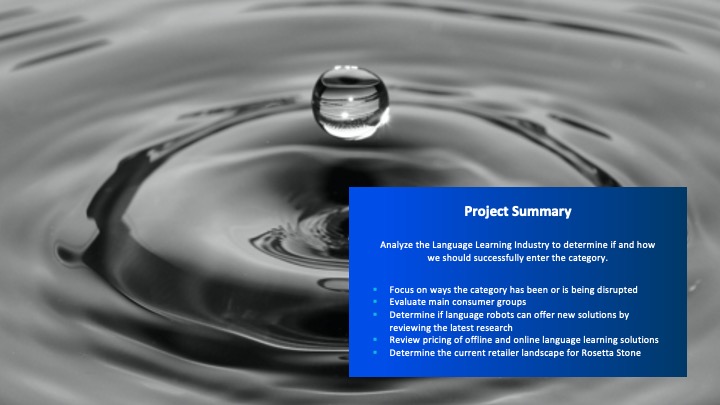 Project Summary
Analyze the Language Learning Industry to determine if and how
we should successfully enter the category.
Focus on ways the category has been or is being disrupted
Evaluate main consumer groups
Determine if language robots can offer new solutions by
reviewing the latest research
Review pricing of offline and online language learning solutions
Determine the current retailer landscape for Rosetta Stone